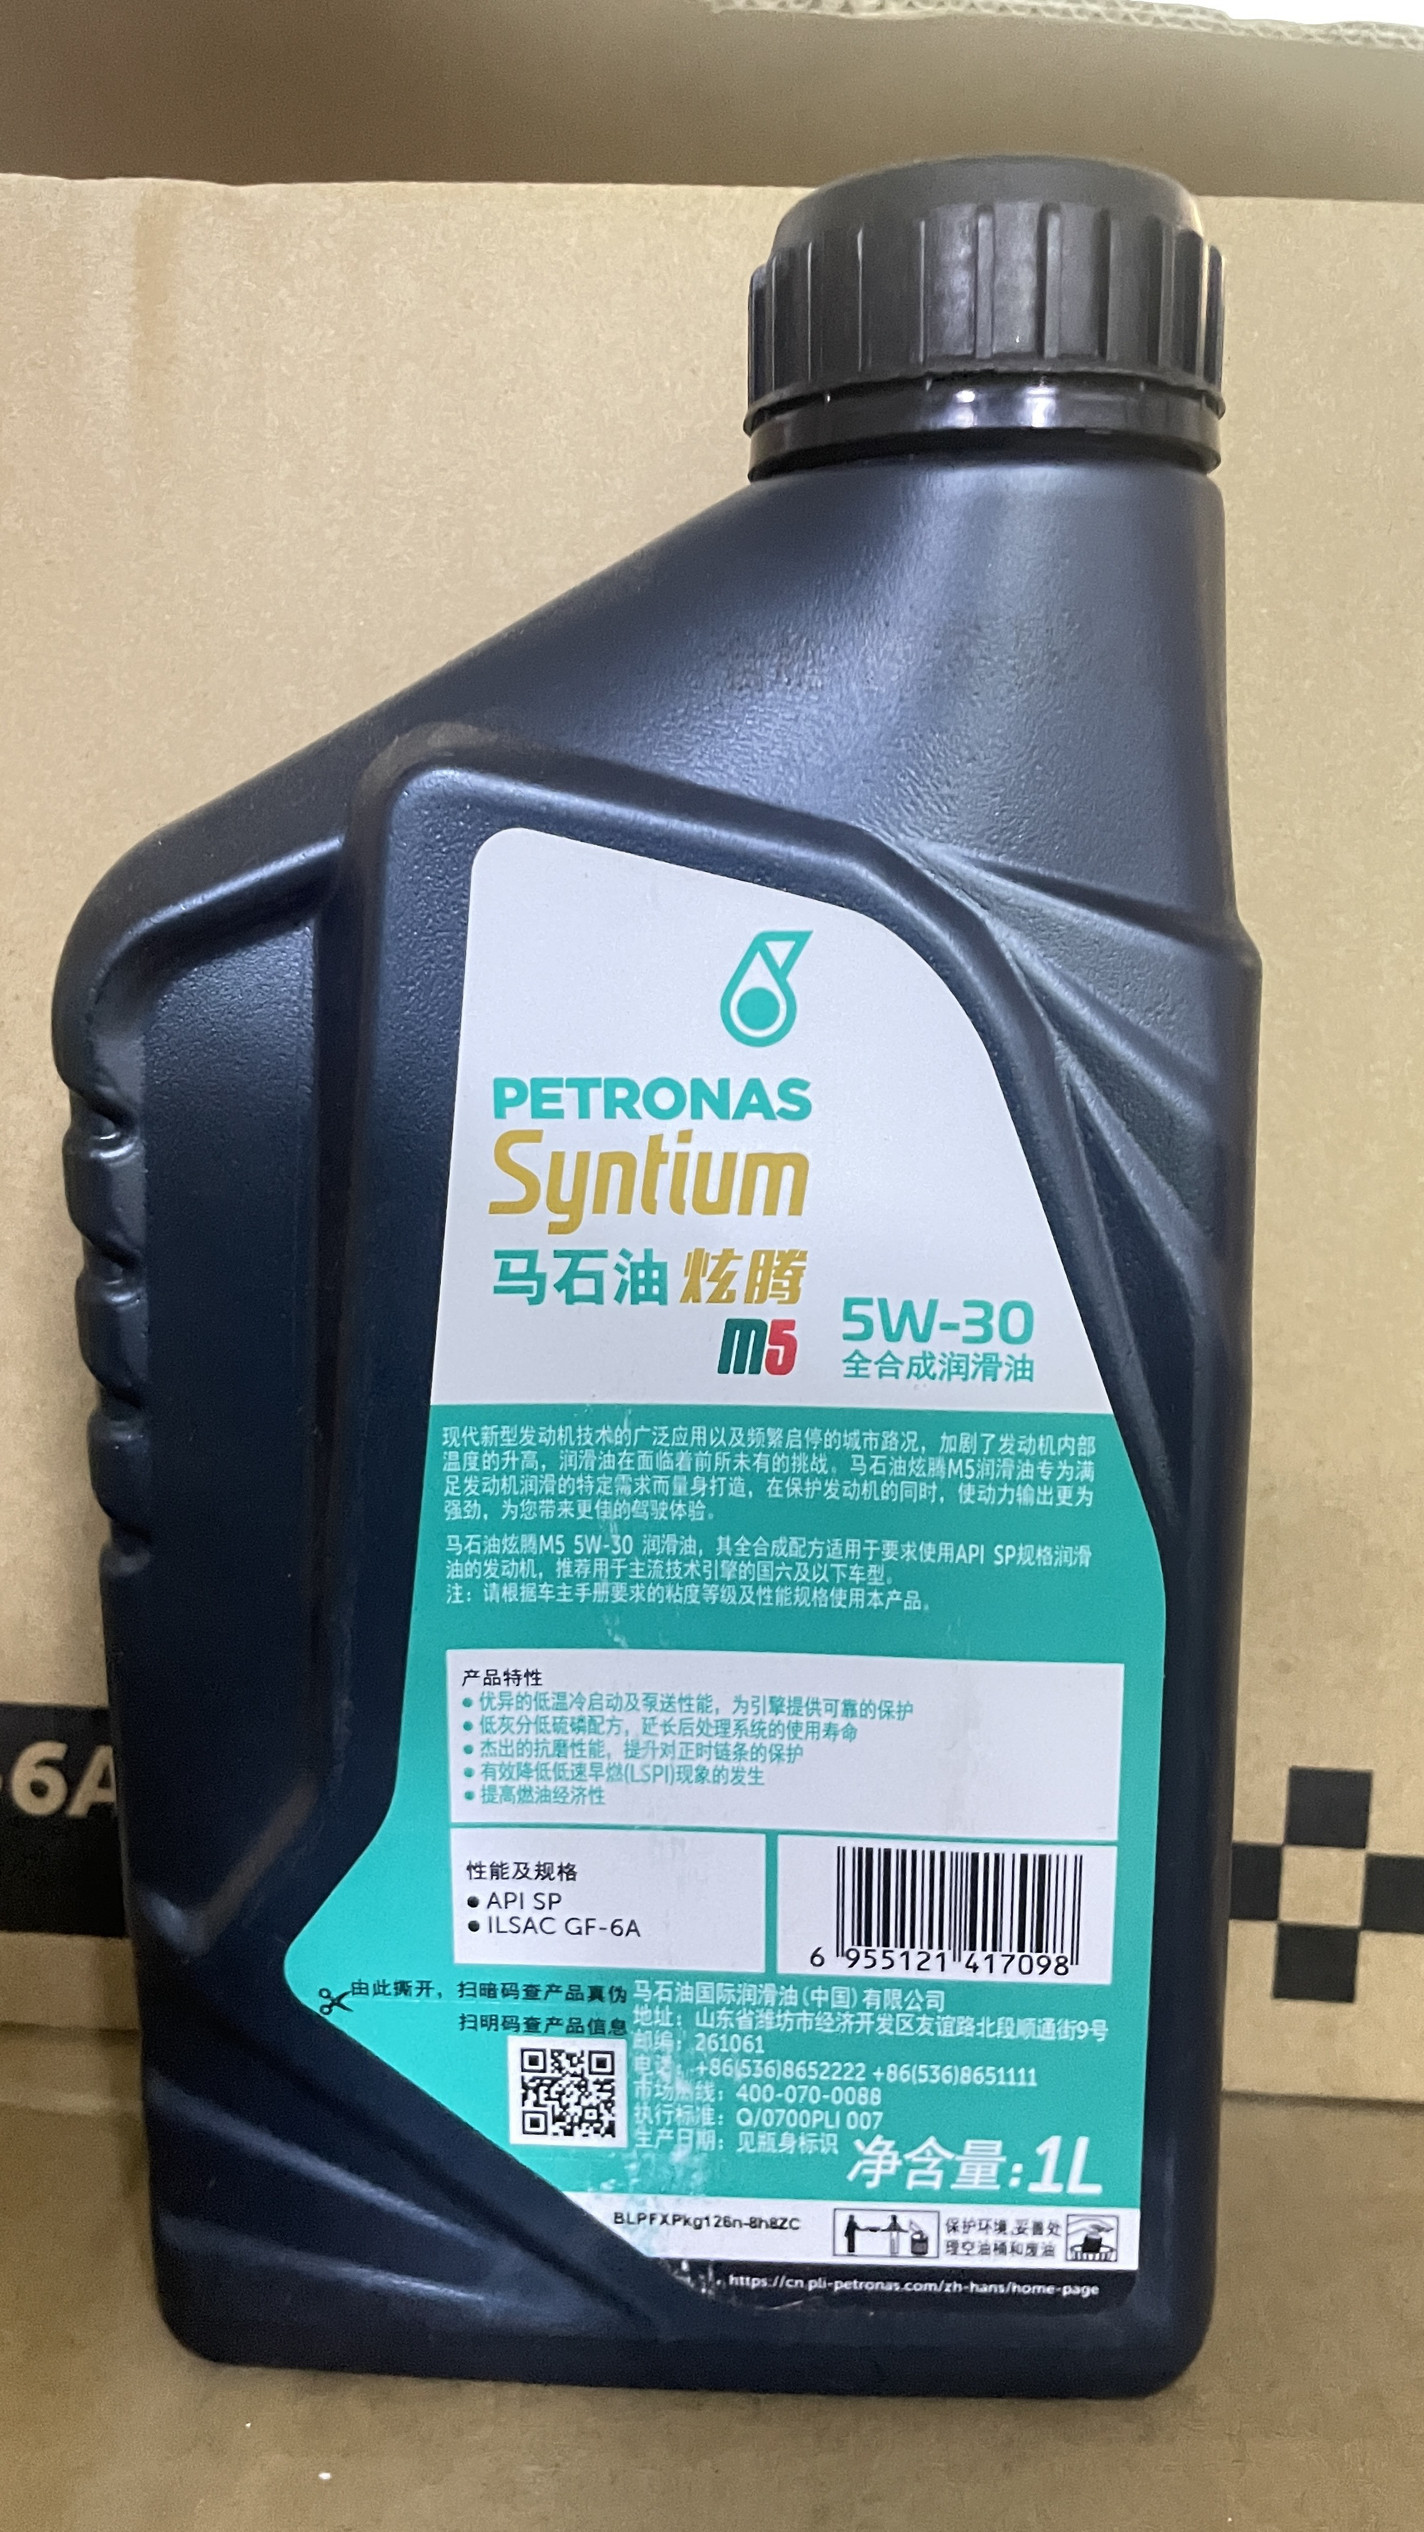 PETRONAS
Syntium
马石油 炫腾
M5
5W-30
全合成润滑油
现代新型发动机技术的广泛应用以及频繁启停的城市路况，加剧了发动机内部
温度的升高，润滑油在面临着前所未有的挑战。马石油炫腾M5润滑油专为满
足发动机润滑的特定需求而量身打造，在保护发动机的同时，使动力输出更为
强劲，为您带来更佳的驾驶体验。
马石油炫腾M5 5W-30 润滑油，其全合成配方适用于要求使用API SP规格润滑
油的发动机，推荐用于主流技术引擎的国六及以下车型。
注：请根据车主手册要求的粘度等级及性能规格使用本产品。
产品特性
● 优异的低温冷启动及泵送性能，为引擎提供可靠的保护
● 低灰分低硫磷配方，延长后处理系统的使用寿命
● 杰出的抗磨性能，提升对正时链条的保护
● 有效降低低速早燃(LSPI)现象的发生
● 提高燃油经济性
性能及规格
● API SP
● ILSAC GF-6A
6 955121 417098
由此撕开，扫暗码查产品真伪
扫明码查产品信息
马石油国际润滑油(中国)有限公司
地址：山东省潍坊市经济开发区友谊路北段顺通街9号
邮编：261061
电话：+86(536)8652222 +86(536)8651111
市场热线：400-070-0088
执行标准：Q/0700PLI 007
生产日期：见瓶身标识
净含量:1L
BLPFXPkg126n-8h8ZC
保护环境,妥善处
理空油桶和废油
https://cn.pli-petronas.com/zh-hans/home-page
6A